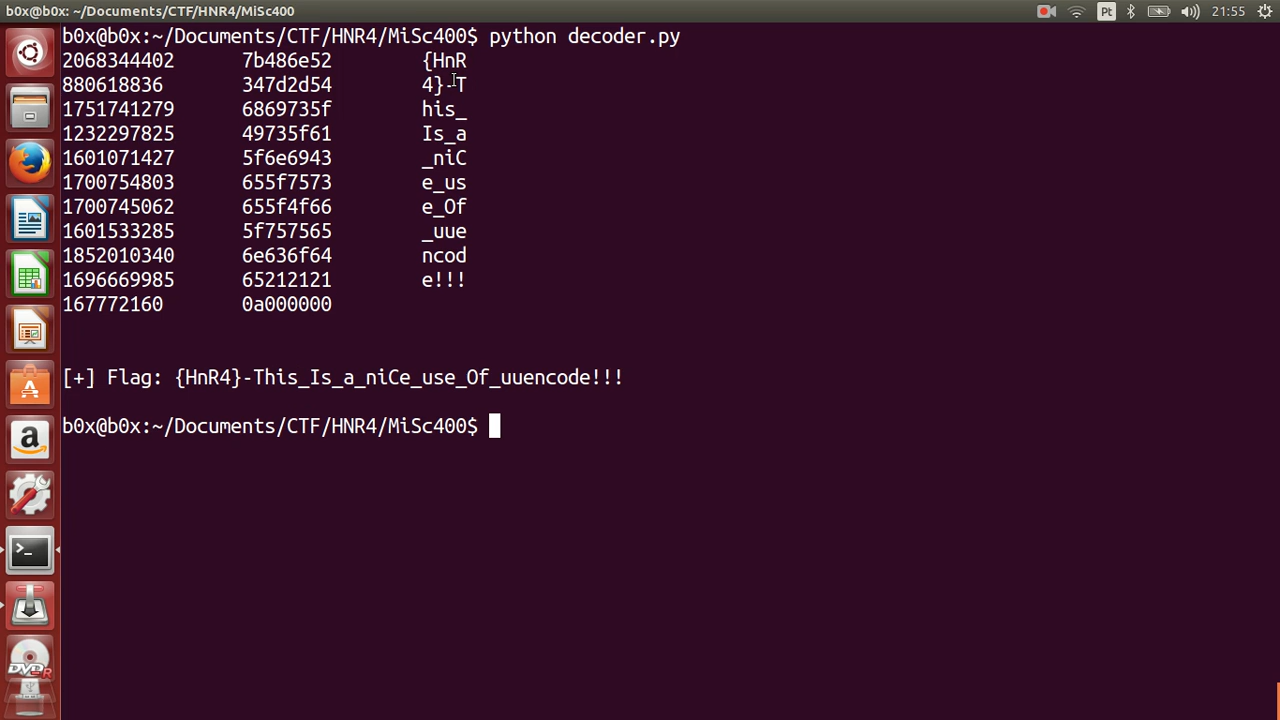 b0x@b0x: ~/Documents/CTF/HNR4/MiSc400 Pt 21:55
b0x@b0x:~/Documents/CTF/HNR4/MiSc400$ python decoder.py
2068344402 7b486e52 {HnR
880618836 347d2d54 4}-T
1751741279 6869735f his_
1232297825 49735f61 Is_a
1601071427 5f6e6943 _niC
1700754803 655f7573 e_us
1700745062 655f4f66 e_Of
1601533285 5f757565 _uue
1852010340 6e636f64 ncod
1696669985 65212121 e!!!
167772160 0a000000
[+] Flag: {HnR4}-This_Is_a_niCe_use_Of_uuencode!!!
b0x@b0x:~/Documents/CTF/HNR4/MiSc400$
DVD-R